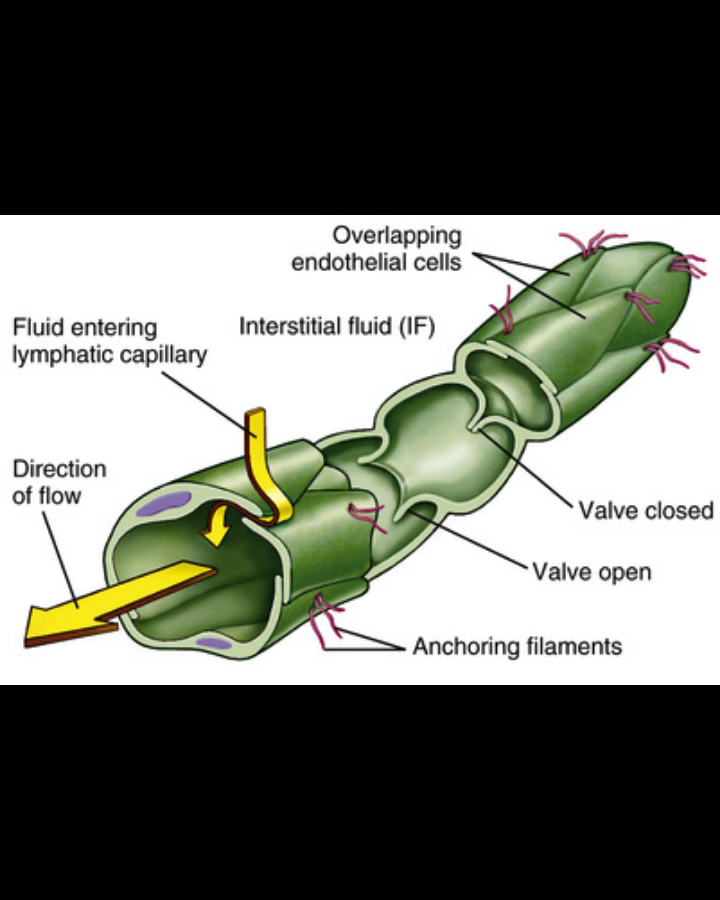 Overlapping
endothelial cells
Fluid entering
lymphatic capillary
Interstitial fluid (IF)
Direction
of flow
Valve closed
Valve open
Anchoring filaments